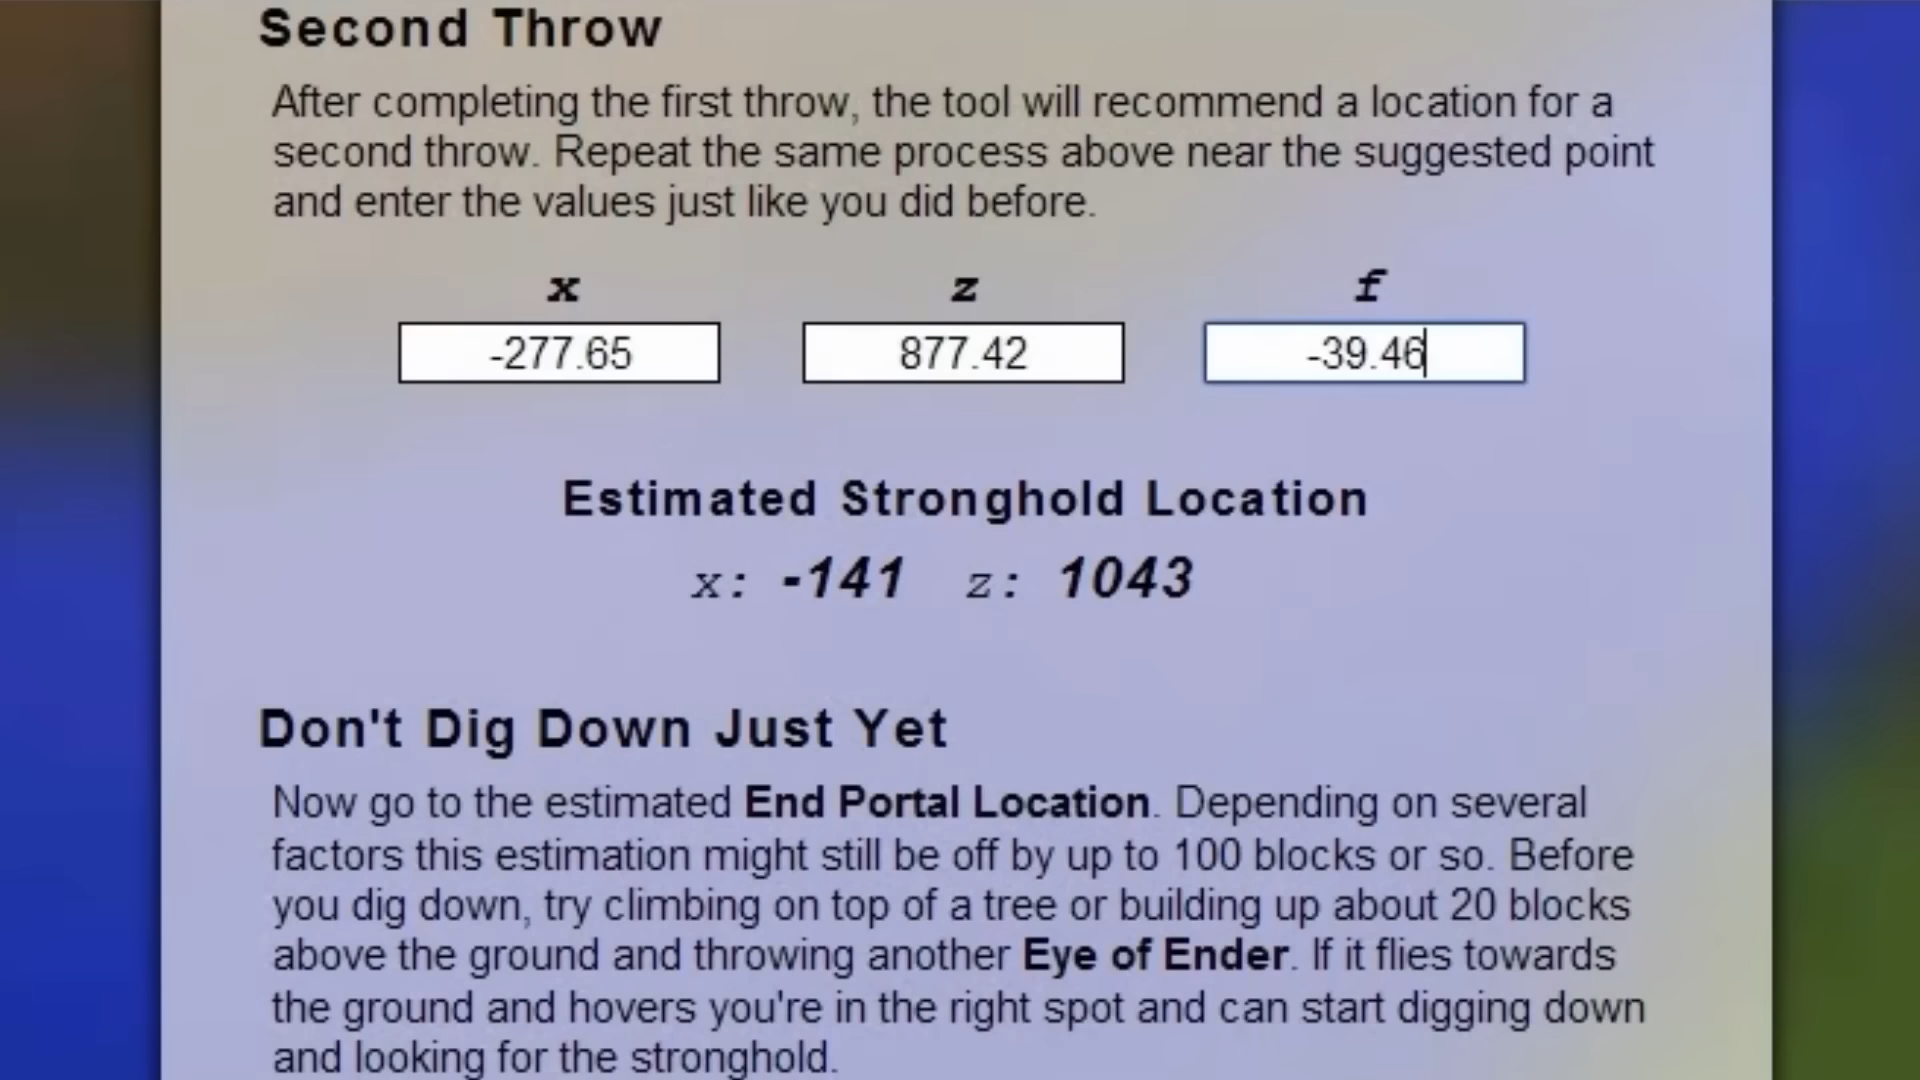 Second Throw
After completing the first throw, the tool will recommend a location for a
second throw. Repeat the same process above near the suggested point
and enter the values just like you did before.
x z f
-277.65 877.42 -39.46
Estimated Stronghold Location
x: -141 z: 1043
Don't Dig Down Just Yet
Now go to the estimated End Portal Location. Depending on several
factors this estimation might still be off by up to 100 blocks or so. Before
you dig down, try climbing on top of a tree or building up about 20 blocks
above the ground and throwing another Eye of Ender. If it flies towards
the ground and hovers you're in the right spot and can start digging down
and looking for the stronghold.